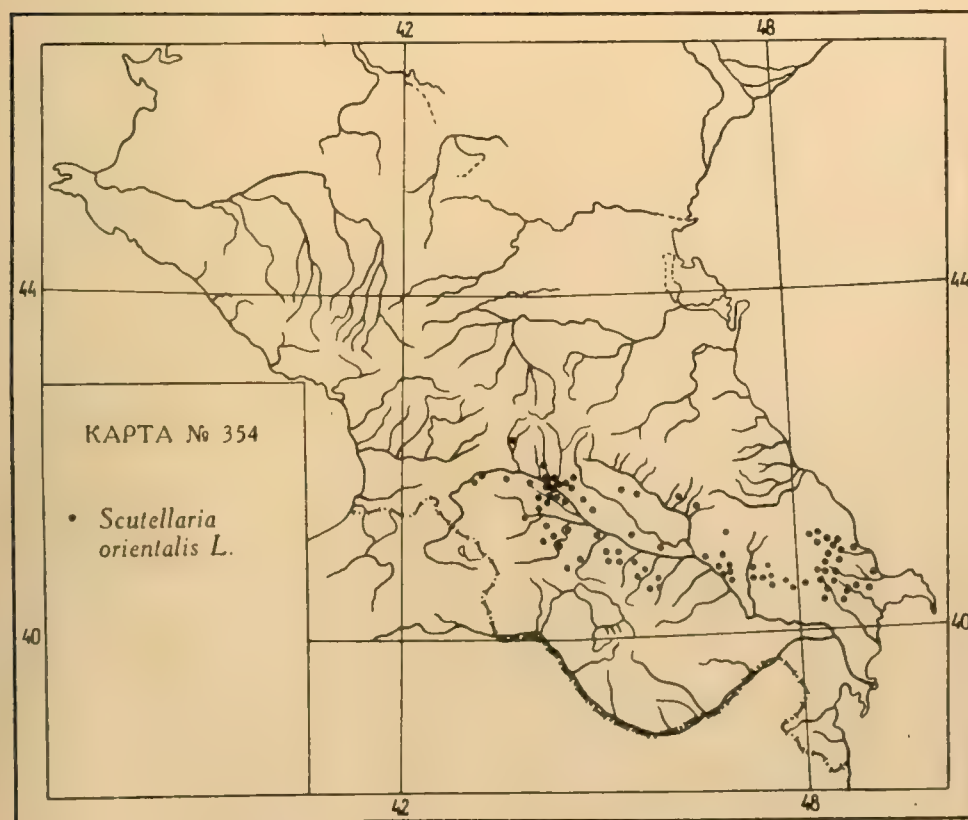 42 48
44 44
КАРТА № 354
• Scutellaria
orientalis L.
40 40
42 48